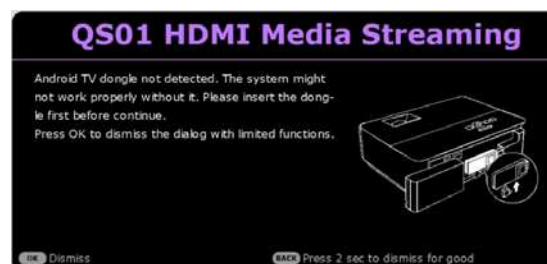 QS01 HDMI Media Streaming
Android TV dongle not detected. The system might
not work properly without it. Please insert the dong-
le first before continue.
Press OK to dismiss the dialog with limited functions.
OK Dismiss
BACK Press 2 sec to dismiss for good